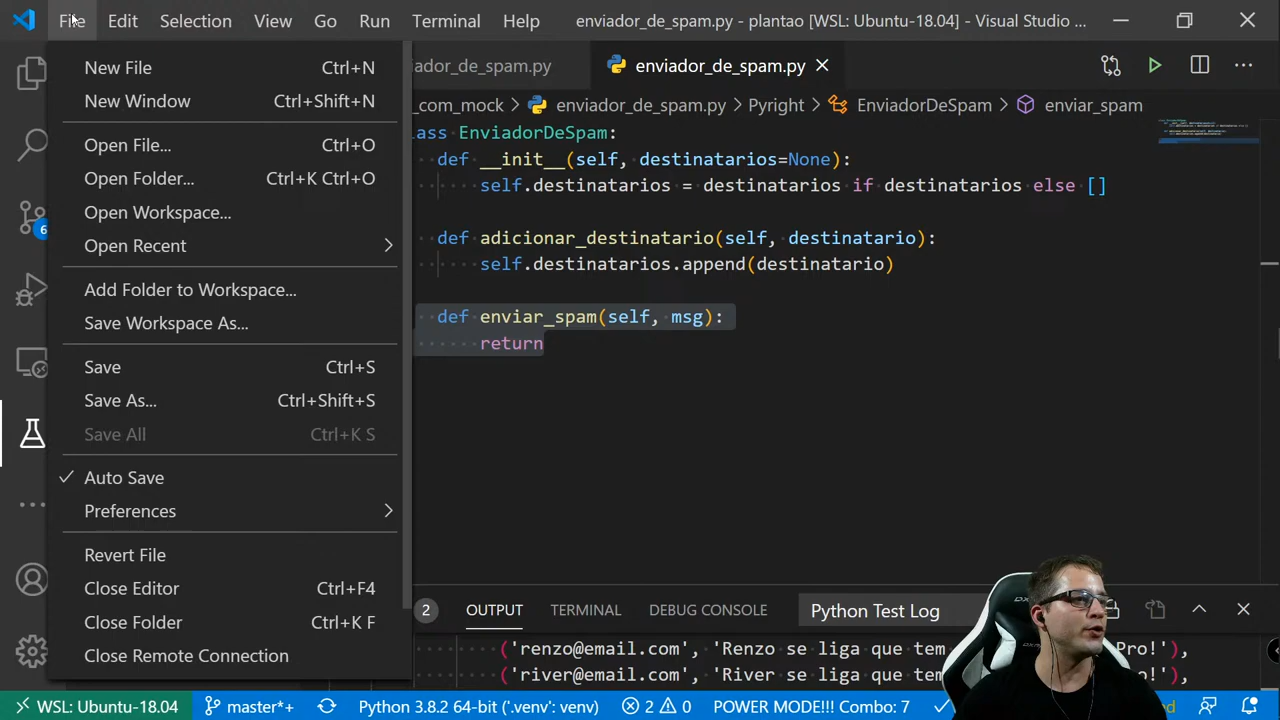 File Edit Selection View Go Run Terminal Help enviador_de_spam.py - plantao [WSL: Ubuntu-18.04] - Visual Studio ...
New File Ctrl+N
New Window Ctrl+Shift+N
Open File... Ctrl+O
Open Folder... Ctrl+K Ctrl+O
Open Workspace...
Open Recent
Add Folder to Workspace...
Save Workspace As...
Save Ctrl+S
Save As... Ctrl+Shift+S
Save All Ctrl+K S
Auto Save
Preferences
Revert File
Close Editor Ctrl+F4
Close Folder Ctrl+K F
Close Remote Connection
6
iador_de_spam.py enviador_de_spam.py
_com_mock > enviador_de_spam.py > Pyright > EnviadorDeSpam > enviar_spam
ass EnviadorDeSpam:
def __init__(self, destinatarios=None):
self.destinatarios = destinatarios if destinatarios else []
def adicionar_destinatario(self, destinatario):
self.destinatarios.append(destinatario)
def enviar_spam(self, msg):
return
2 OUTPUT TERMINAL DEBUG CONSOLE Python Test Log
('renzo@email.com', 'Renzo se liga que tem Pro!'),
('river@email.com', 'River se liga que tem Pro!'),
WSL: Ubuntu-18.04 master*+ Python 3.8.2 64-bit ('.venv': venv) 2 0 POWER MODE!!! Combo: 7